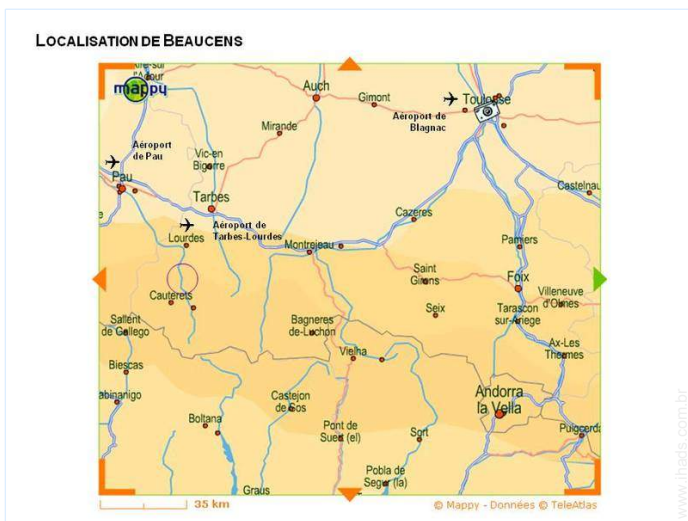 LOCALISATION DE BEAUCENS
mappy
Auch
Gimont
Toulouse
Aéroport de
Blagnac
Mirande
Aéroport
de Pau
Vic-en
Bigorre
Pau
Tarbes
Castelnau
Cazeres
Aéroport de
Tarbes-Lourdes
Lourdes
Montrejeau
Pamiers
Saint
Girons
Foix
Cauterets
Villeneuve
d'Olmes
Seix
Tarascon
sur-Ariege
Sallent
de Gallego
Bagneres
de-Luchon
Ax-Les
Thermes
Vielha
Biescas
Andorra
la Vella
Castejon
de Sos
Boltana
Pont de
Suert (el)
Sort
Puigcerda
Pobla de
Segur (la)
Graus
35 km
© Mappy - Données © TeleAtlas
www.ihads.com.br